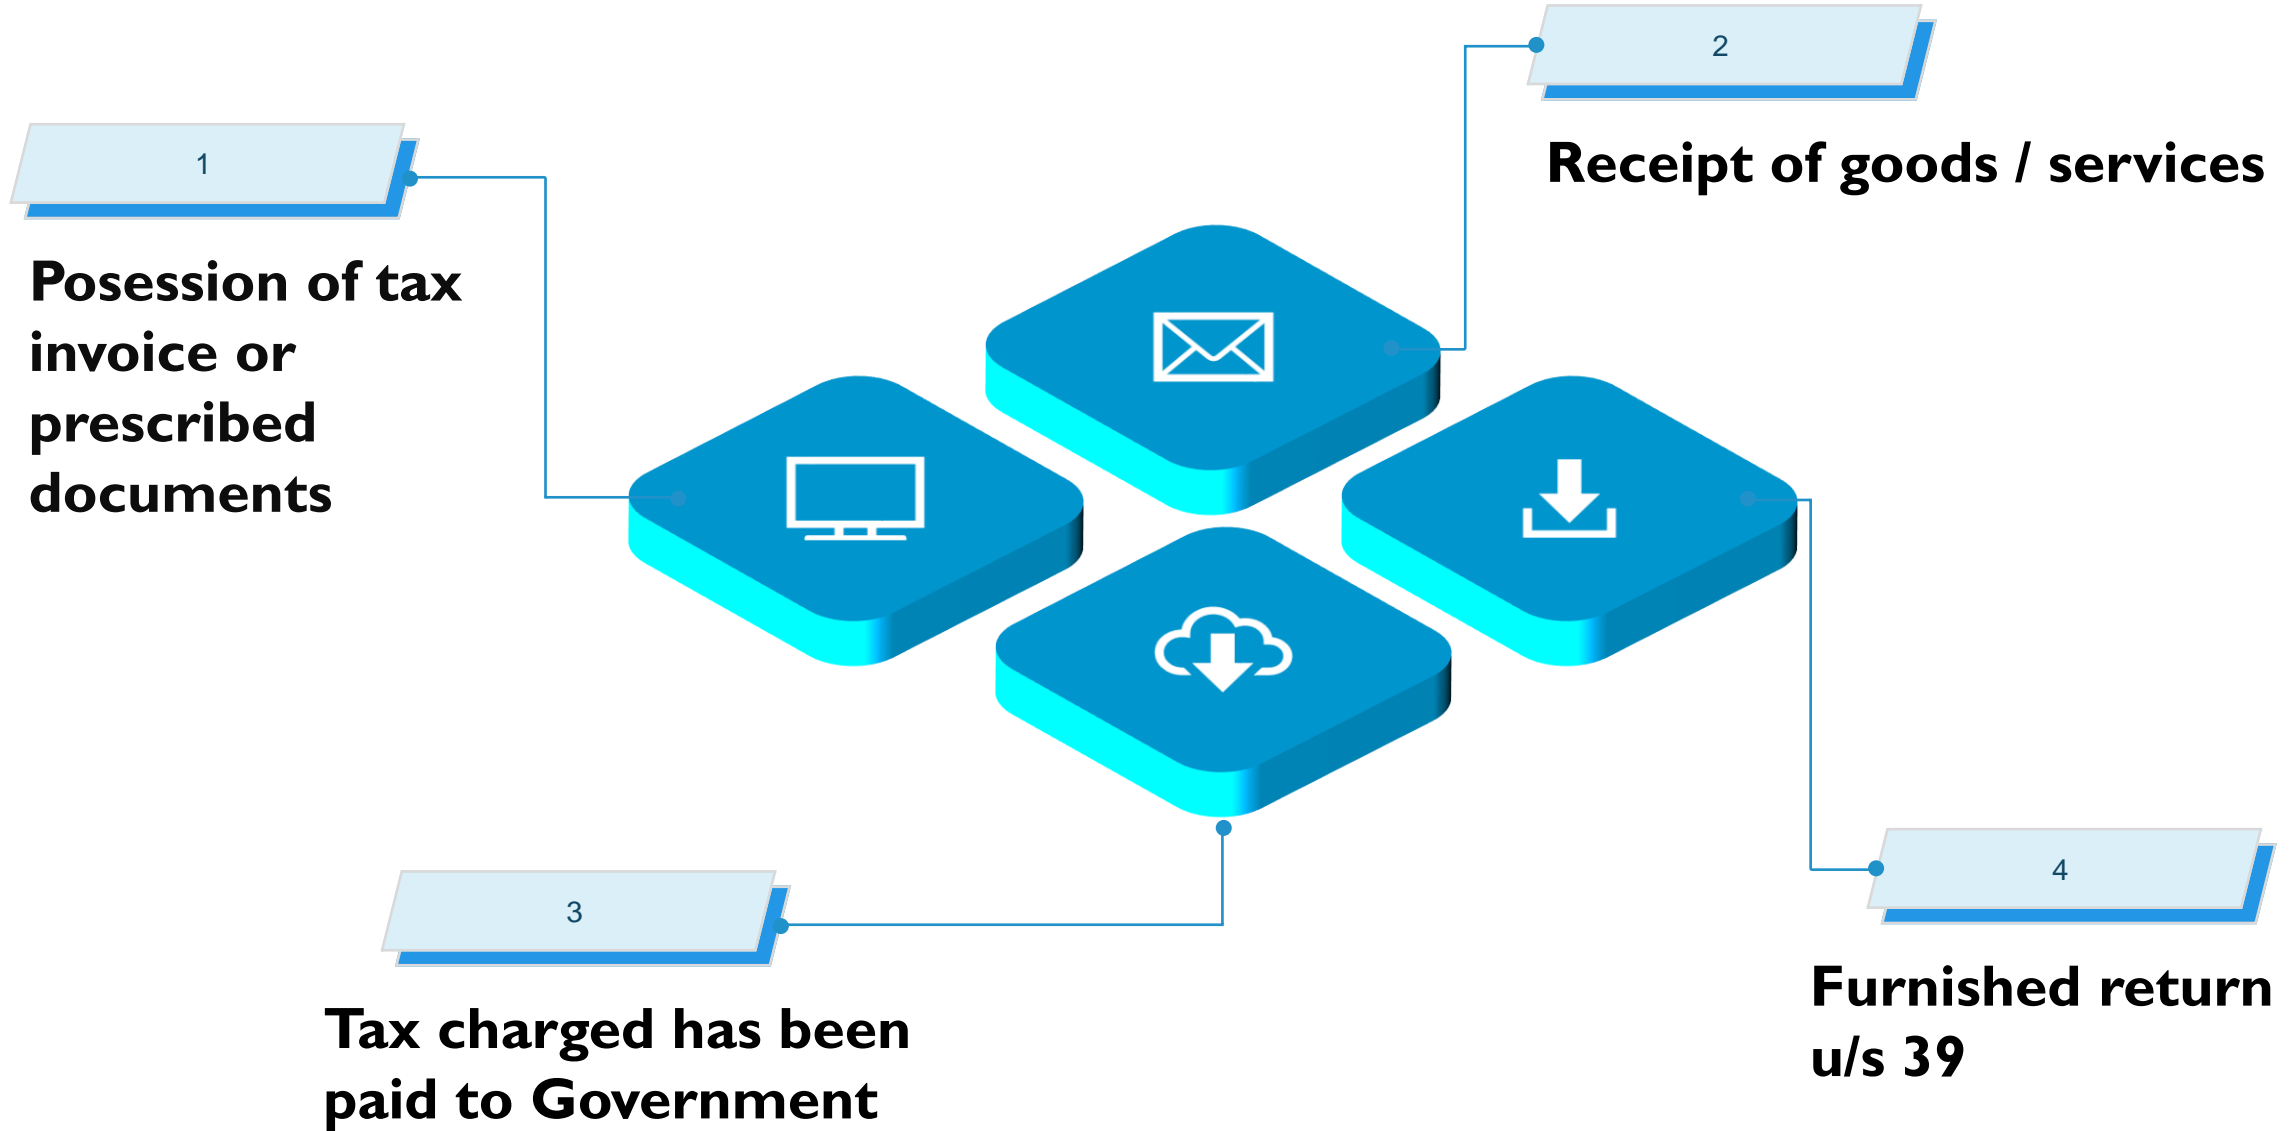 1
Posession of tax
invoice or
prescribed
documents
2
Receipt of goods / services
3
Tax charged has been
paid to Government
4
Furnished return
u/s 39